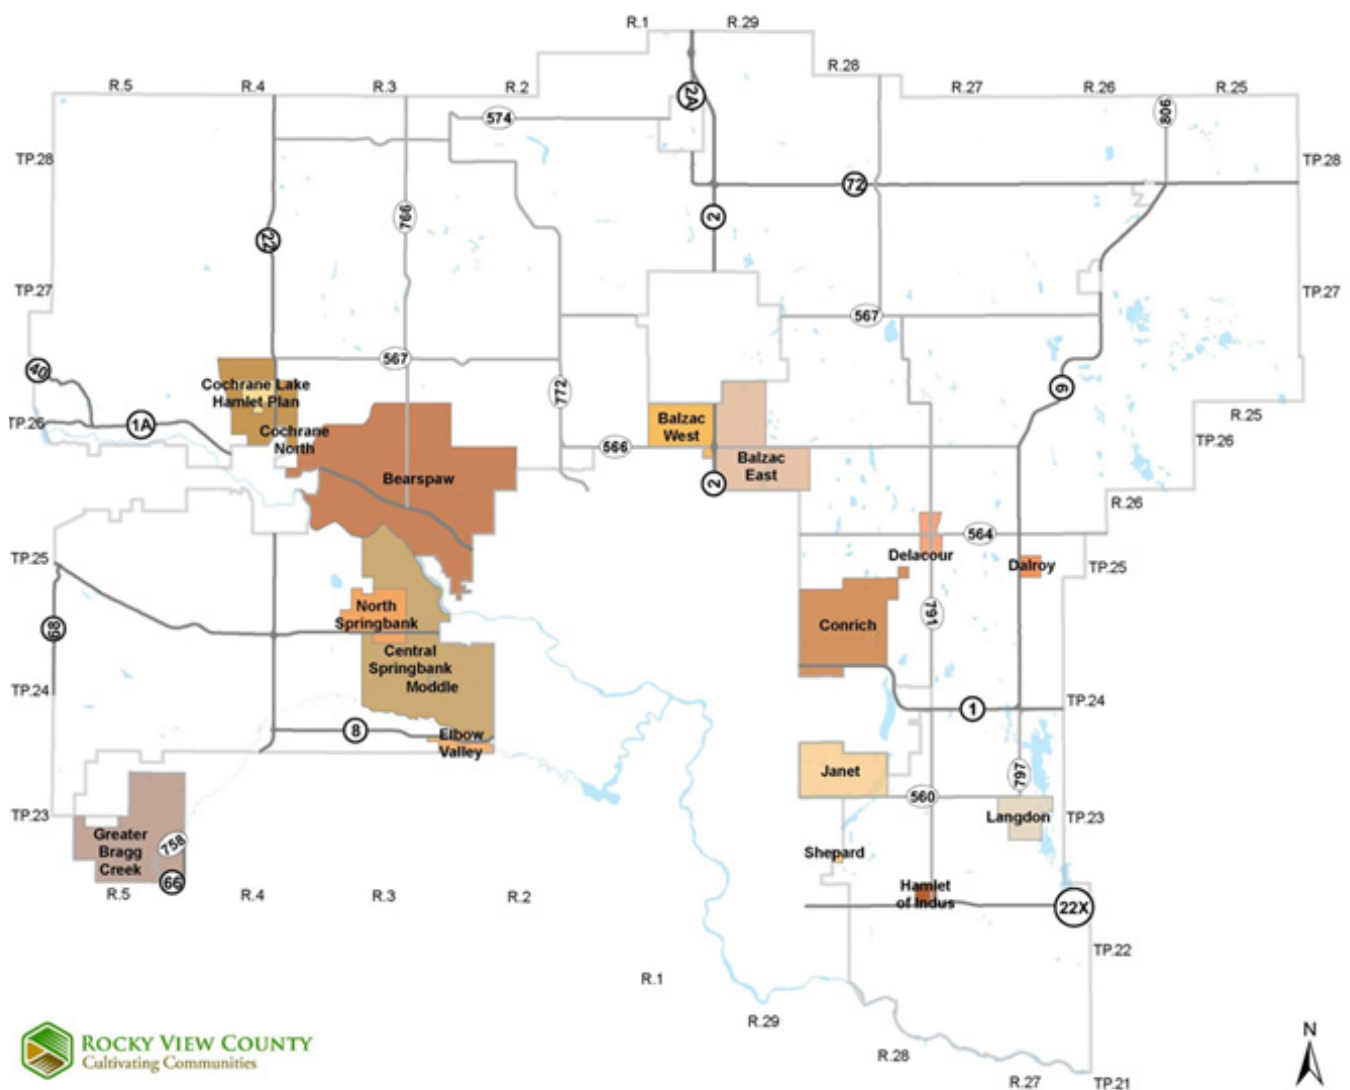 R.1
R.29
R.28
R.5
R.4
R.3
R.2
R.27
R.26
R.25
2A
574
806
TP.28
TP.28
72
766
2
22
TP.27
TP.27
567
567
40
Cochrane Lake
Hamlet Plan
772
9
1A
TP.26
Balzac
West
R.25
Cochrane
North
566
TP.26
Bearspaw
Balzac
East
2
R.26
564
Delacour
TP.25
Dalroy
TP.25
North
Springbank
791
Conrich
68
Central
Springbank
Moddle
TP.24
TP.24
1
8
Elbow
Valley
Janet
797
560
TP.23
Langdon
TP.23
Greater
Bragg
Creek
758
Shepard
66
Hamlet
of Indus
R.5
R.4
R.3
R.2
22X
TP.22
R.1
R.29
R.28
R.27
TP.21
N
ROCKY VIEW COUNTY
Cultivating Communities